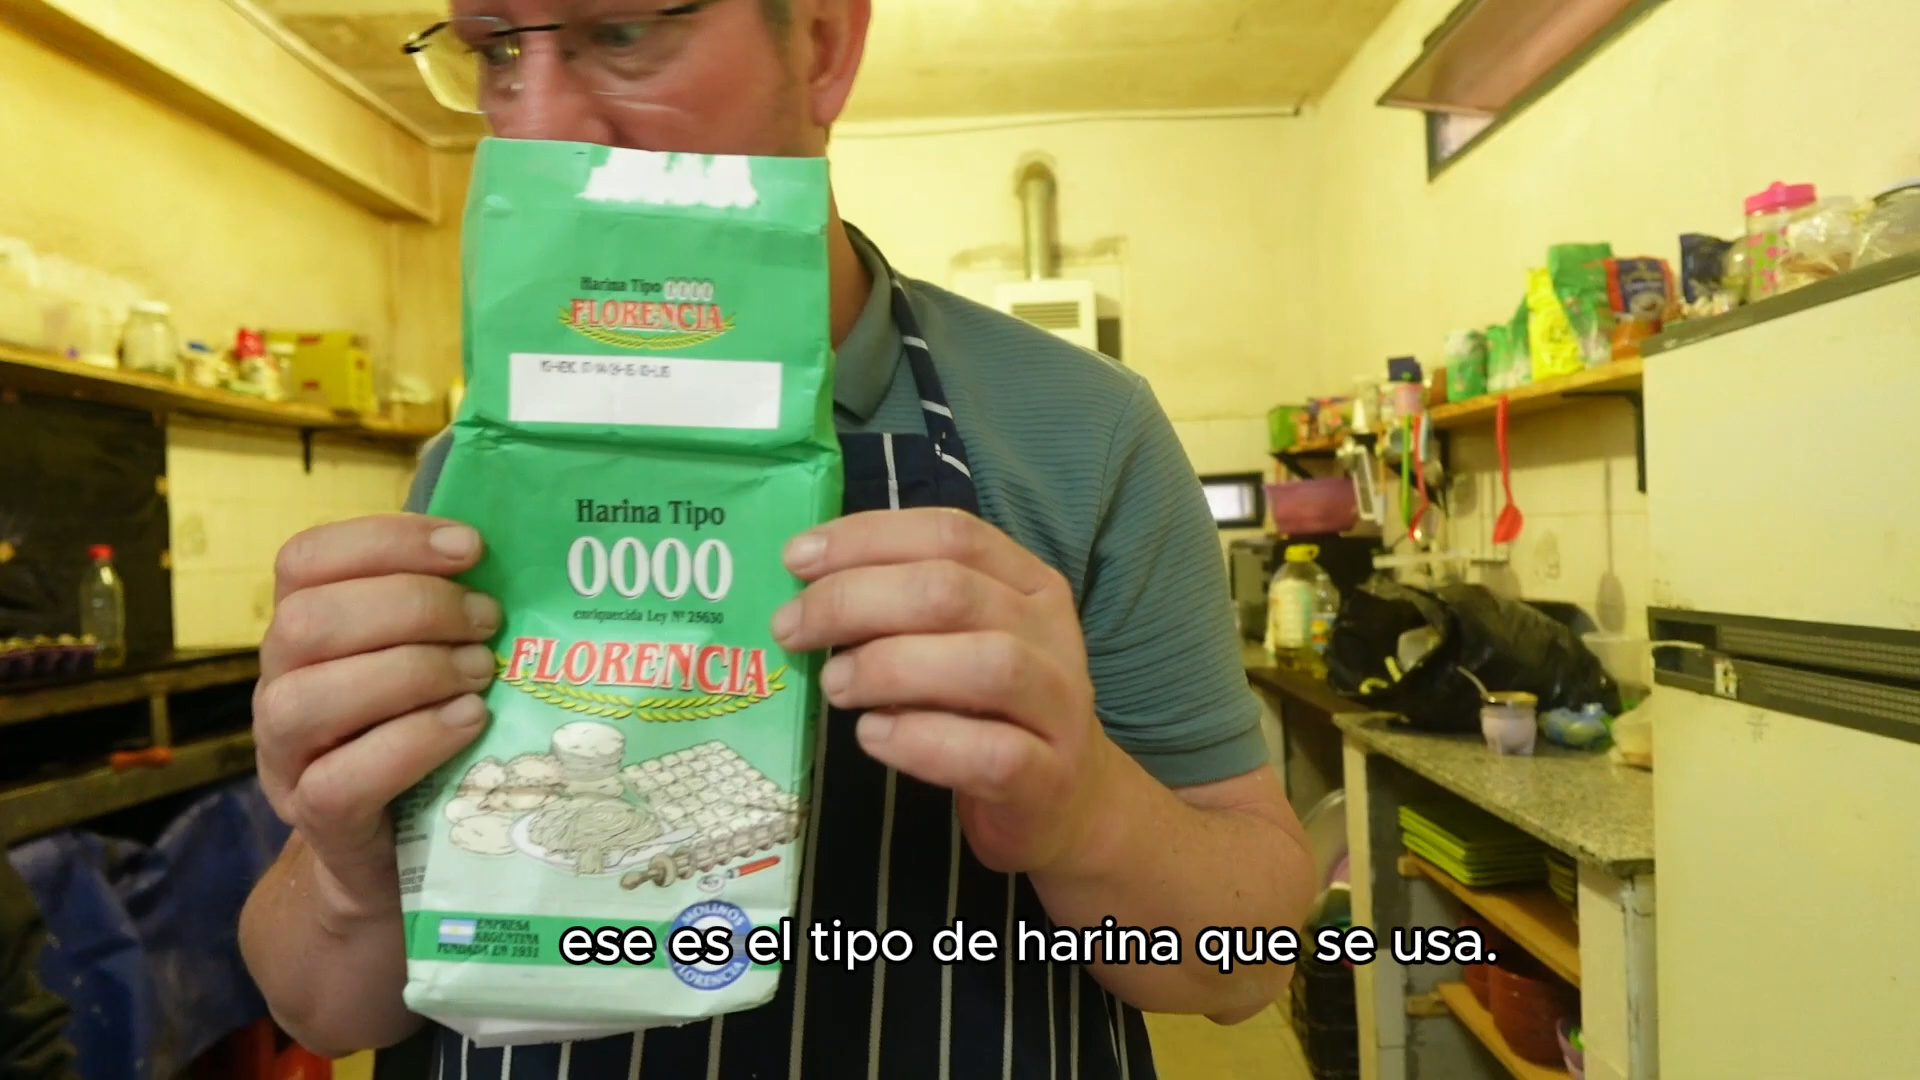 Harina Tipo 0000
FLORENCIA
Harina Tipo
0000
enriquecida Ley Nº 25630
FLORENCIA
EMPRESA
ARGENTINA
FUNDADA EN 1931
MOLINOS
FLORENCIA
ese es el tipo de harina que se usa.